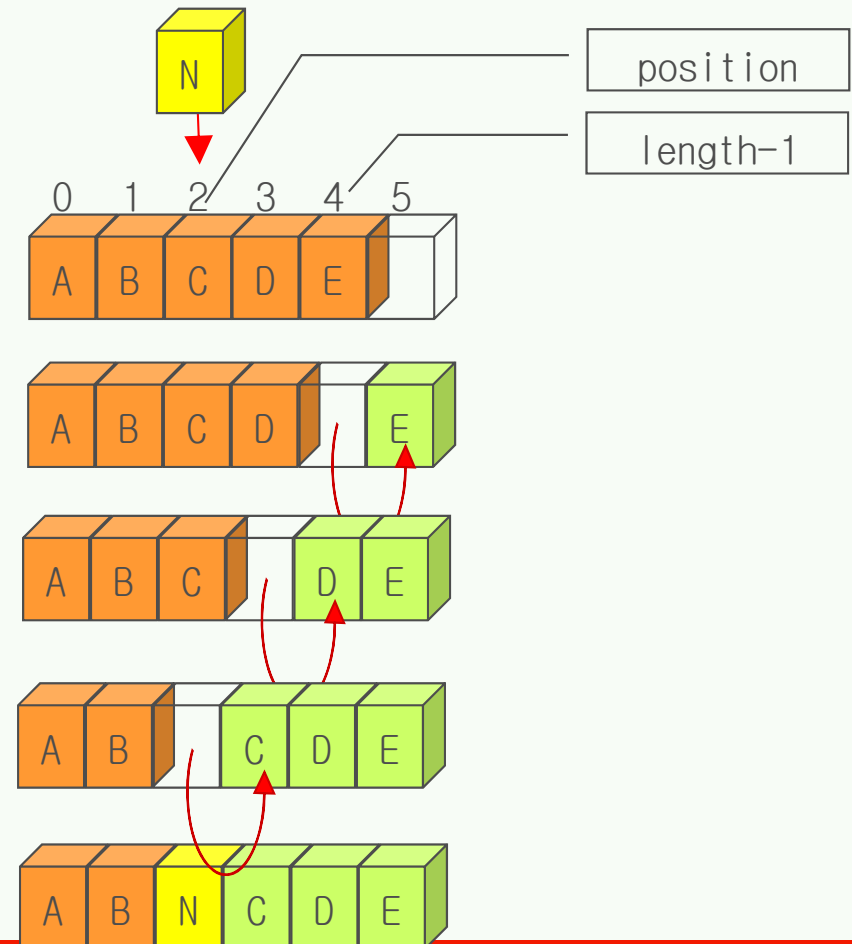 N
position
length-1
0 1 2 3 4 5
A B C D E
A B C D E
A B C D E
A B C D E
A B N C D E